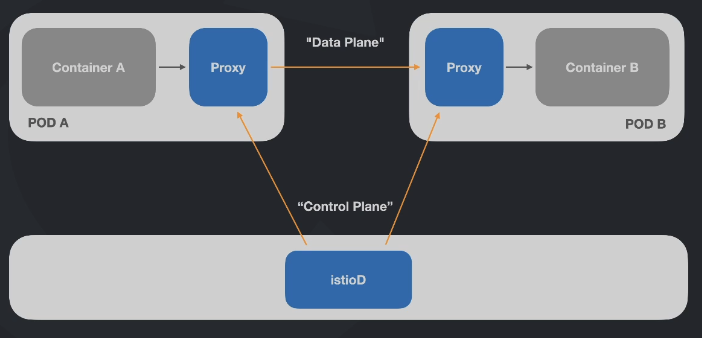 "Data Plane"
Container A
Proxy
Proxy
Container B
POD A
POD B
“Control Plane”
istioD